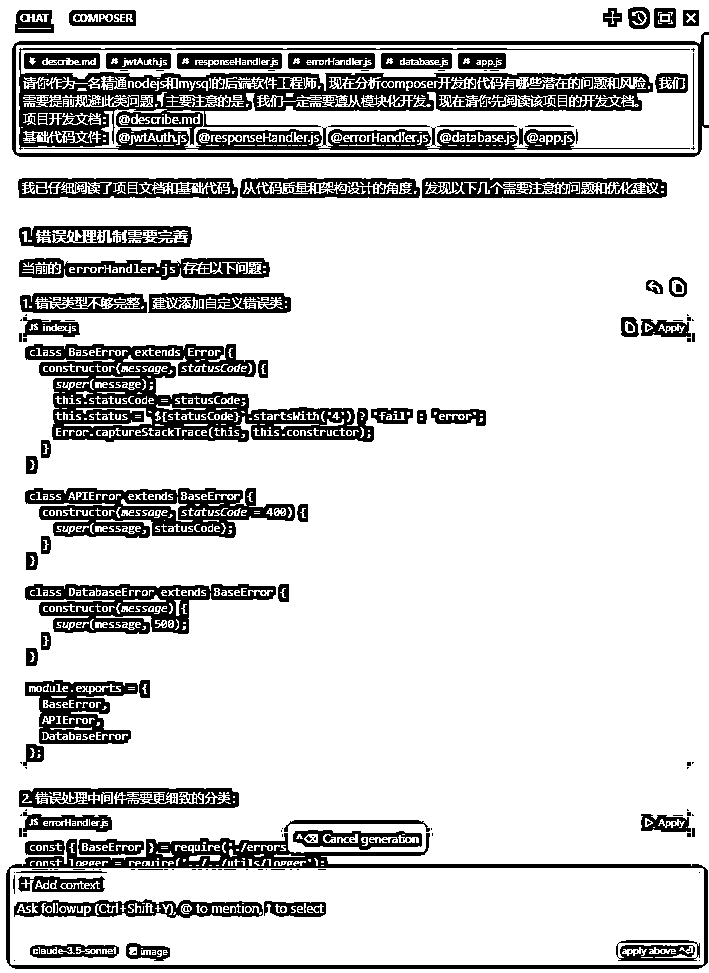 CHAT COMPOSER
describe.md JS jwtAuth.js JS responseHandler.js JS errorHandler.js JS database.js JS app.js
请你作为一名精通nodejs和mysql的后端软件工程师，现在分析composer开发的代码有哪些潜在的问题和风险，我们
需要提前规避此类问题，主要注意的是，我们一定需要遵从模块化开发，现在请你先阅读该项目的开发文档。
项目开发文档：@describe.md
基础代码文件：@jwtAuth.js @responseHandler.js @errorHandler.js @database.js @app.js
我已仔细阅读了项目文档和基础代码，从代码质量和架构设计的角度，发现以下几个需要注意的问题和优化建议：
1. 错误处理机制需要完善
当前的 errorHandler.js 存在以下问题：
1. 错误类型不够完整，建议添加自定义错误类：
JS index.js Apply
class BaseError extends Error {
constructor(message, statusCode) {
super(message);
this.statusCode = statusCode;
this.status = `${statusCode}`.startsWith('4') ? 'fail' : 'error';
Error.captureStackTrace(this, this.constructor);
}
}
class APIError extends BaseError {
constructor(message, statusCode = 400) {
super(message, statusCode);
}
}
class DatabaseError extends BaseError {
constructor(message) {
super(message, 500);
}
}
module.exports = {
BaseError,
APIError,
DatabaseError
};
2. 错误处理中间件需要更细致的分类：
JS errorHandler.js Apply
const { BaseError } = require('./errors
Cancel generation
const logger = require('../../utils/logger');
+ Add context
Ask followup (Ctrl+Shift+Y), @ to mention, ↑ to select
claude-3.5-sonnet image apply above